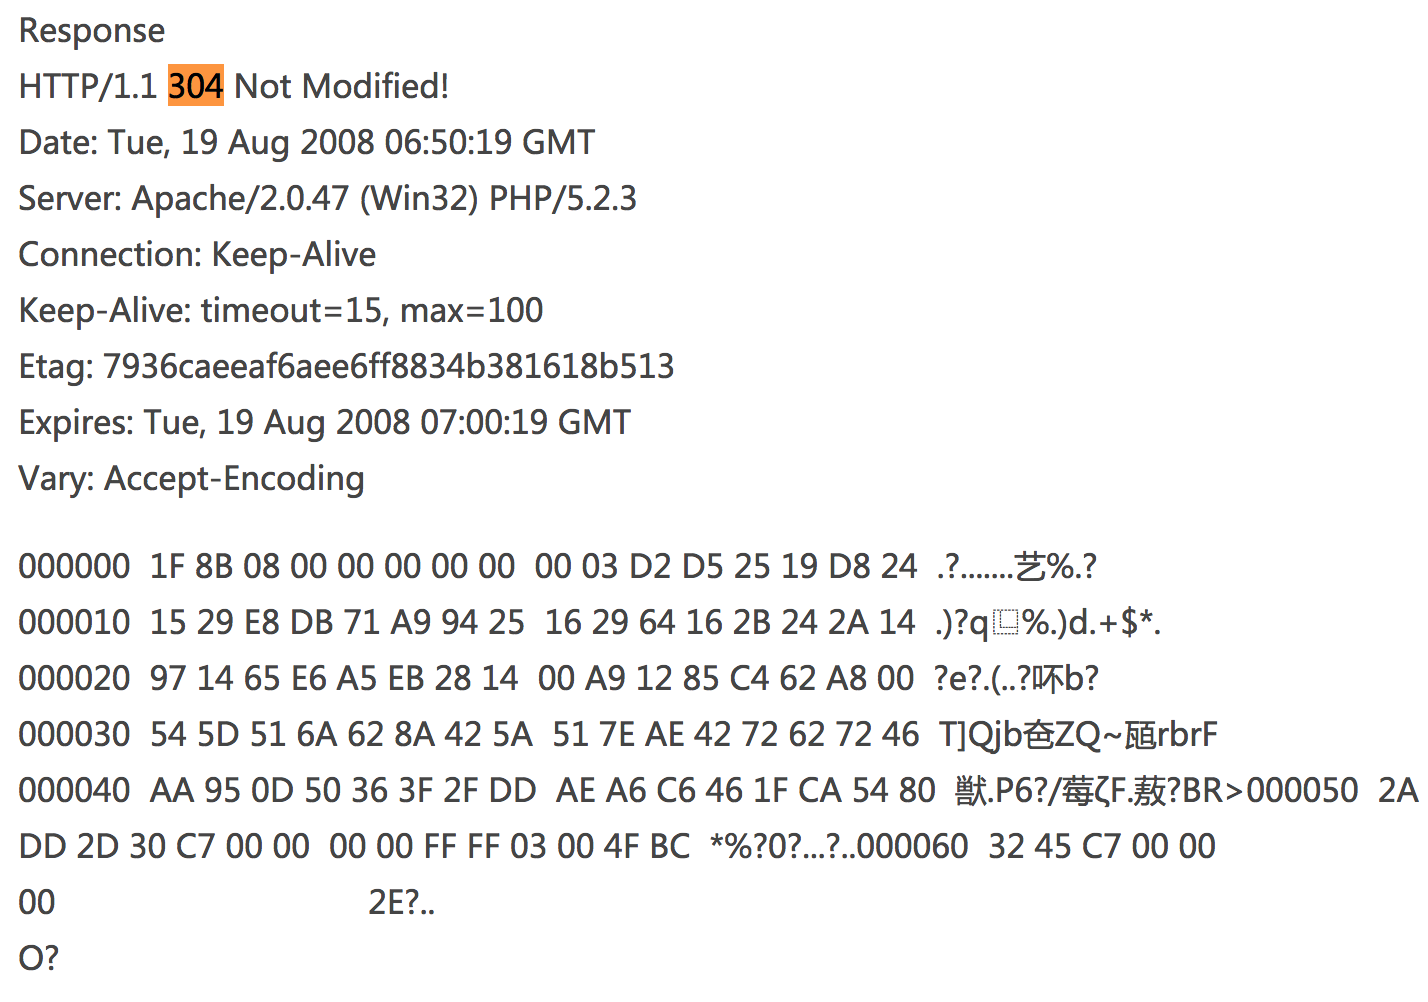 Response
HTTP/1.1 304 Not Modified!
Date: Tue, 19 Aug 2008 06:50:19 GMT
Server: Apache/2.0.47 (Win32) PHP/5.2.3
Connection: Keep-Alive
Keep-Alive: timeout=15, max=100
Etag: 7936caeeaf6aee6ff8834b381618b513
Expires: Tue, 19 Aug 2008 07:00:19 GMT
Vary: Accept-Encoding
000000  1F 8B 08 00 00 00 00 00  00 03 D2 D5 25 19 D8 24  .?.......艺%.?
000010  15 29 E8 DB 71 A9 94 25  16 29 64 16 2B 24 2A 14  .)?q⿺%.)d.+$*.
000020  97 14 65 E6 A5 EB 28 14  00 A9 12 85 C4 62 A8 00  ?e?.(..?吥b?
000030  54 5D 51 6A 62 8A 42 5A  51 7E AE 42 72 62 72 46  T]Qjb奁ZQ~瓸rbrF
000040  AA 95 0D 50 36 3F 2F DD  AE A6 C6 46 1F CA 54 80  獣.P6?/莓ζF.蔜?BR>000050  2A
DD 2D 30 C7 00 00  00 00 FF FF 03 00 4F BC  *%?0?...?..000060  32 45 C7 00 00
00                            2E?..
O?